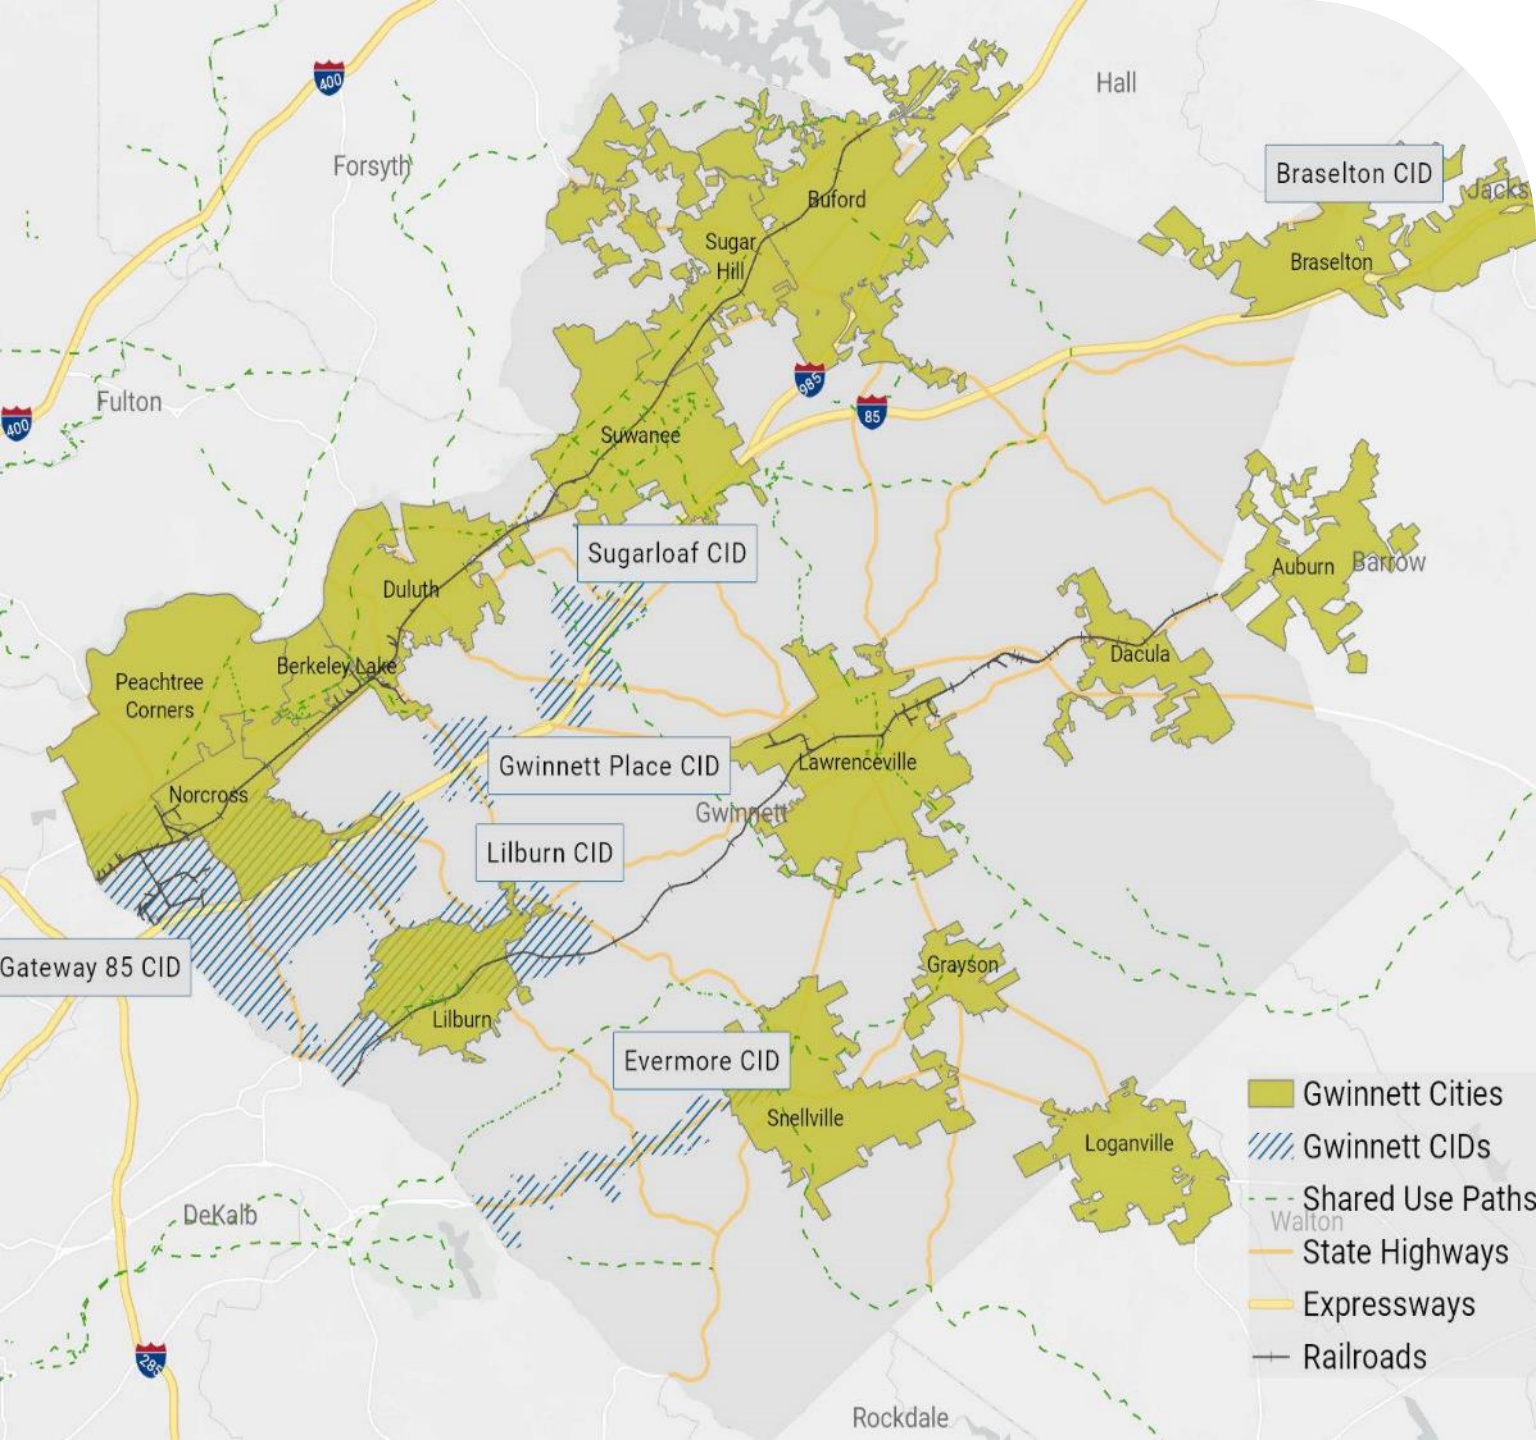 400
Hall
Forsyth
Braselton CID
Jacks
Buford
Sugar
Hill
Braselton
985
85
Fulton
400
Suwanee
Sugarloaf CID
Auburn
Barrow
Duluth
Dacula
Berkeley Lake
Peachtree
Corners
Gwinnett Place CID
Lawrenceville
Norcross
Gwinnett
Lilburn CID
Gateway 85 CID
Grayson
Lilburn
Evermore CID
Snellville
Loganville
DeKalb
Walton
285
Rockdale
Gwinnett Cities
Gwinnett CIDs
Shared Use Paths
State Highways
Expressways
Railroads